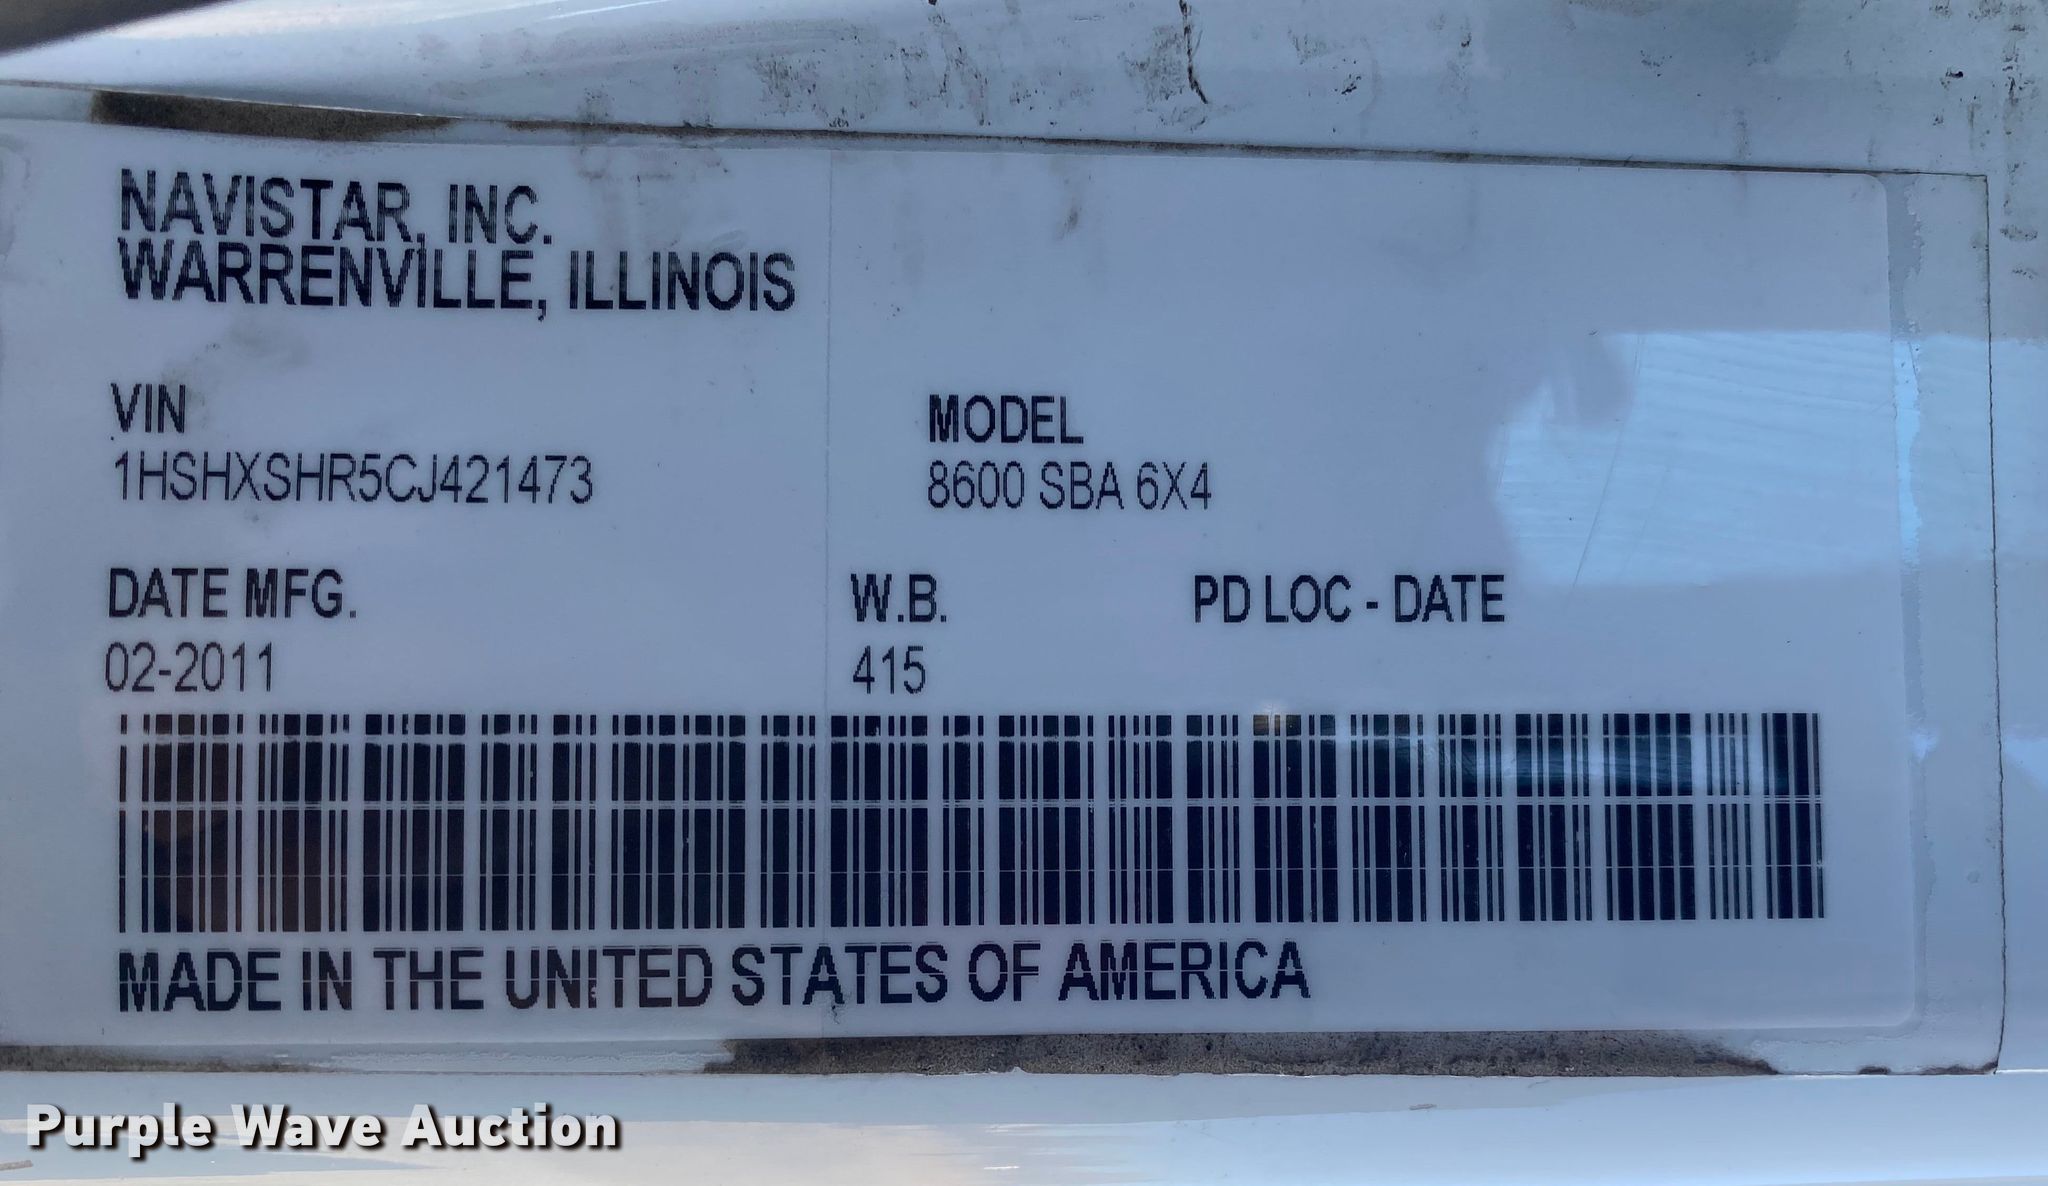 NAVISTAR, INC.
WARRENVILLE, ILLINOIS
VIN
1HSHXSHR5CJ421473
MODEL
8600 SBA 6X4
DATE MFG.
02-2011
W.B.
415
PD LOC - DATE
MADE IN THE UNITED STATES OF AMERICA
Purple Wave Auction